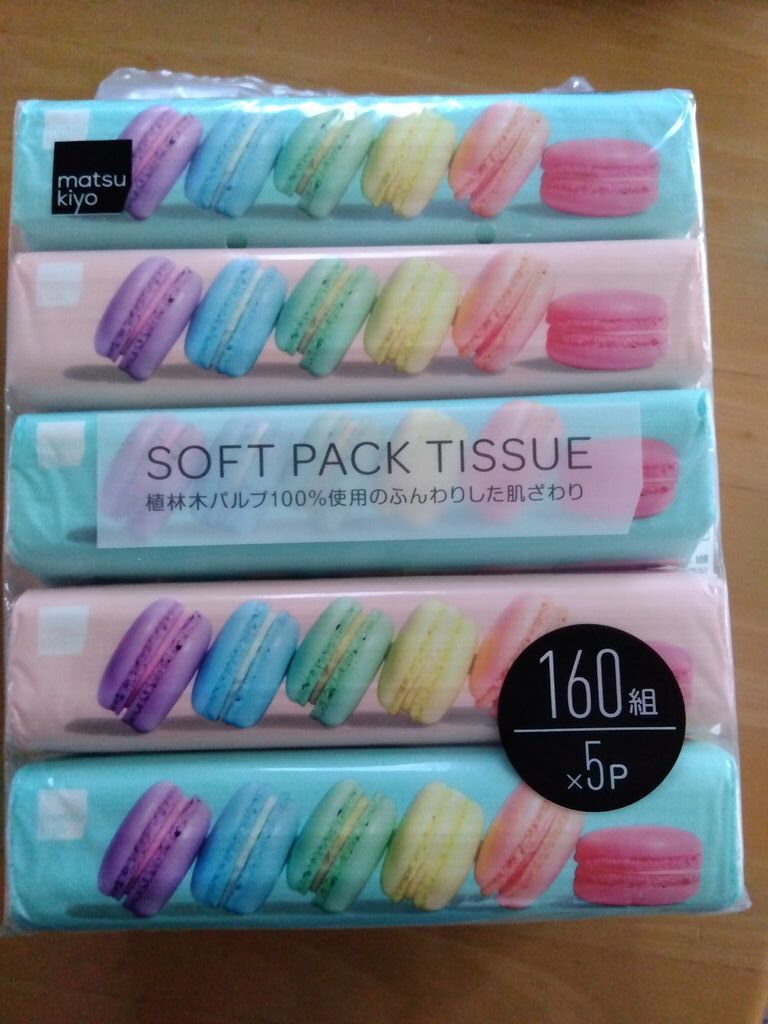 matsu
kiyo
SOFT PACK TISSUE
植林木パルプ100%使用のふんわりした肌ざわり
160組
×5P